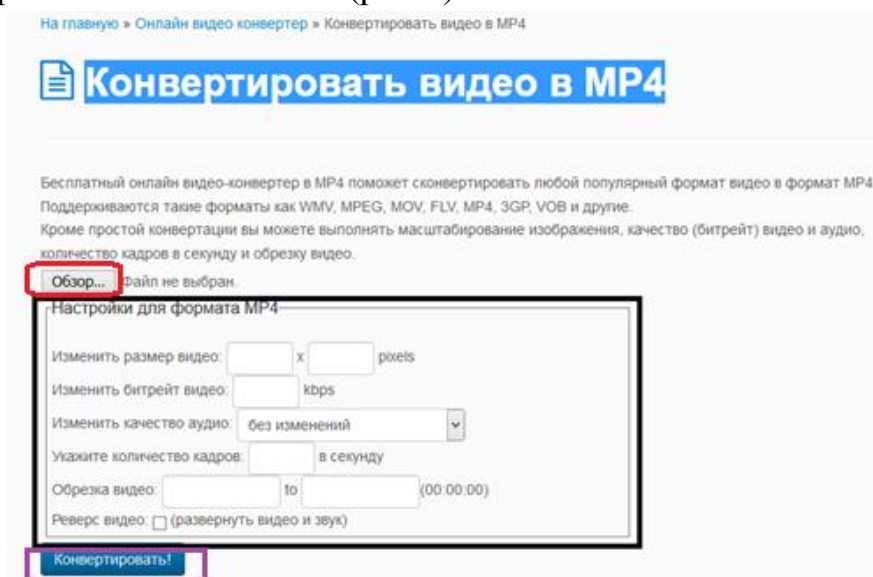 На главную » Онлайн видео конвертер » Конвертировать видео в MP4
Конвертировать видео в MP4
Бесплатный онлайн видео-конвертер в MP4 поможет сконвертировать любой популярный формат видео в формат MP4
Поддерживаются такие форматы как WMV, MPEG, MOV, FLV, MP4, 3GP, VOB и другие.
Кроме простой конвертации вы можете выполнять масштабирование изображения, качество (битрейт) видео и аудио,
количество кадров в секунду и обрезку видео.
Обзор... Файл не выбран.
Настройки для формата MP4
Изменить размер видео: x pixels
Изменить битрейт видео: kbps
Изменить качество аудио: без изменений
Укажите количество кадров: в секунду
Обрезка видео: to (00:00:00)
Реверс видео: (развернуть видео и звук)
Конвертировать!